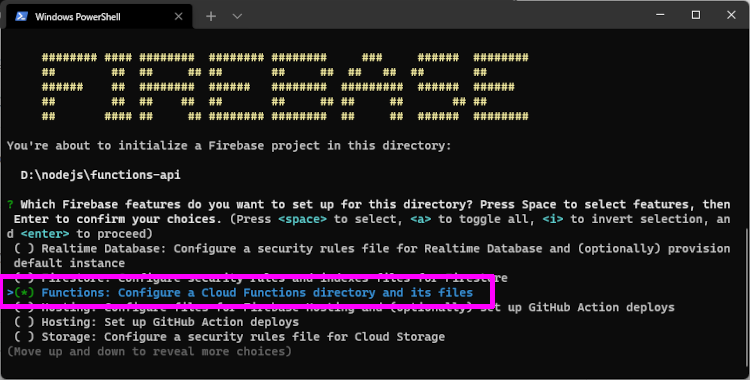 Windows PowerShell
FIREBASE
You're about to initialize a Firebase project in this directory:
D:\nodejs\functions-api
? Which Firebase features do you want to set up for this directory? Press Space to select features, then
Enter to confirm your choices. (Press <space> to select, <a> to toggle all, <i> to invert selection, an
d <enter> to proceed)
( ) Realtime Database: Configure a security rules file for Realtime Database and (optionally) provision
default instance
( ) Firestore: Configure security rules and indexes files for Firestore
>(*) Functions: Configure a Cloud Functions directory and its files
( ) Hosting: Configure files for Firebase Hosting and (optionally) set up GitHub Action deploys
( ) Hosting: Set up GitHub Action deploys
( ) Storage: Configure a security rules file for Cloud Storage
(Move up and down to reveal more choices)